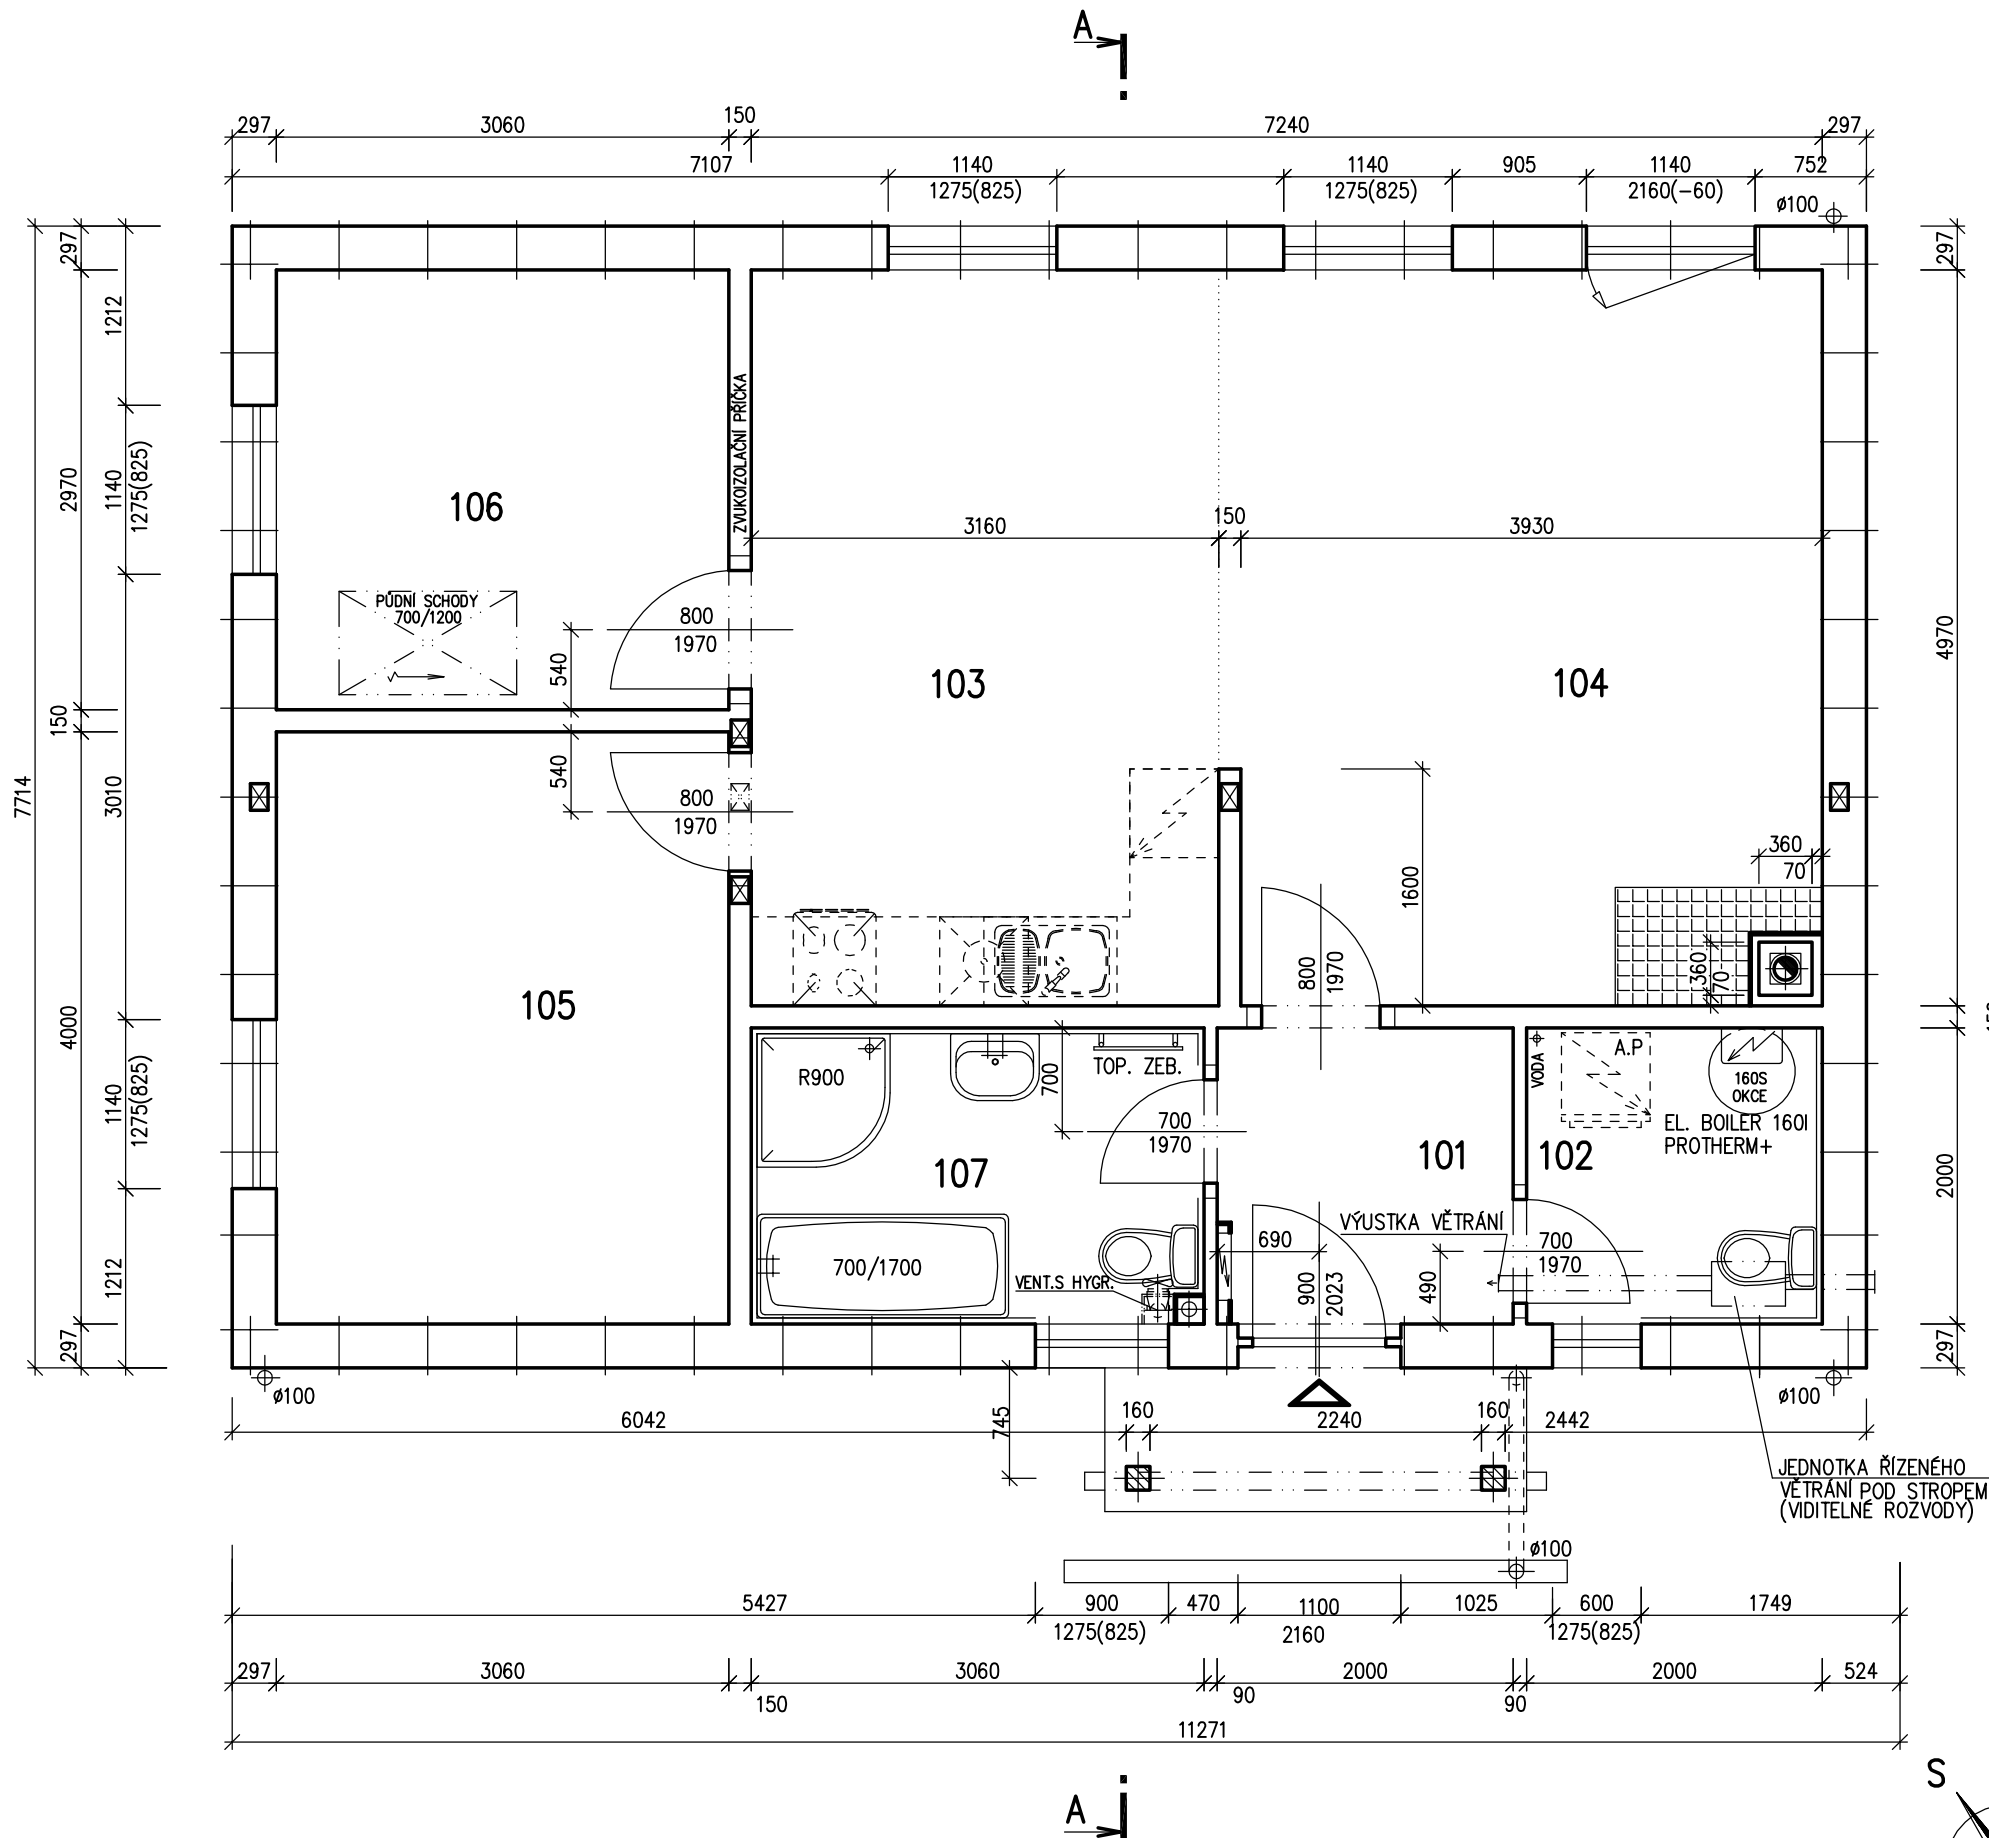 A
297 3060 150 7240 297
7107 1140 1140 905 1140 752
1275(825) 1275(825) 2160(-60)
ø100
297
1212
2970
1140
1275(825)
150
7714
3010
4000
1140
1275(825)
1212
297
297
4970
2000
297
ZVUKOIZOLAČNÍ PŘÍČKA
106
3160 150 3930
PŮDNÍ SCHODY
700/1200
800
1970
540
103
104
540
800
1970
360
70
1600
360
70
800
1970
105
R900
700
TOP. ZEB.
VODA
A.P
160S
OKCE
EL. BOILER 160l
PROTHERM+
700
1970
101
102
107
VÝUSTKA VĚTRÁNÍ
690
700
1970
700/1700
VENT.S HYGR.
900
2023
490
ø100
ø100
6042 745 160 2240 160 2442
JEDNOTKA ŘÍZENÉHO
VĚTRÁNÍ POD STROPEM
(VIDITELNÉ ROZVODY)
ø100
5427 900 470 1100 1025 600 1749
1275(825) 2160 1275(825)
297 3060 3060 2000 2000 524
150 90 90
11271
S
A